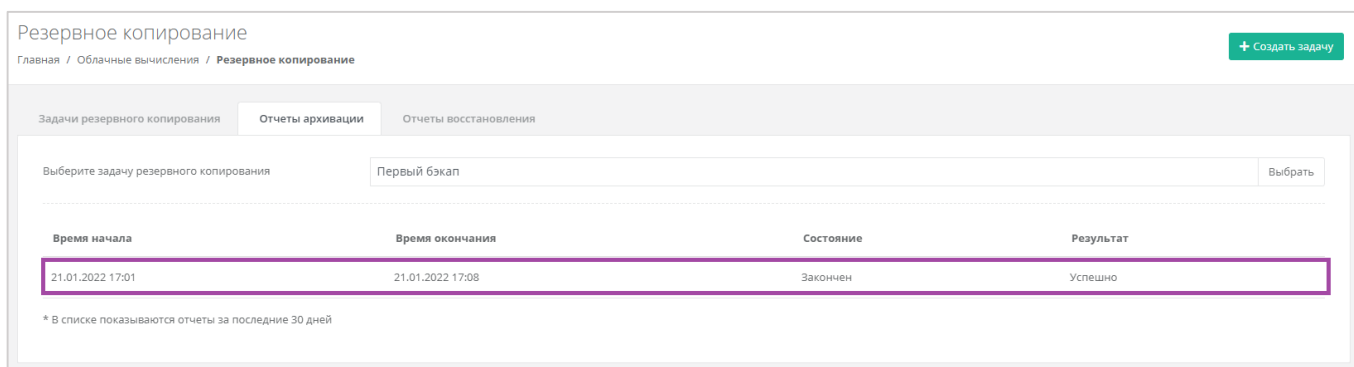 Резервное копирование
+ Создать задачу
Главная / Облачные вычисления / Резервное копирование
Задачи резервного копирования Отчеты архивации Отчеты восстановления
Выберите задачу резервного копирования Первый бэкап Выбрать
Время начала Время окончания Состояние Результат
21.01.2022 17:01 21.01.2022 17:08 Закончен Успешно
* В списке показываются отчеты за последние 30 дней